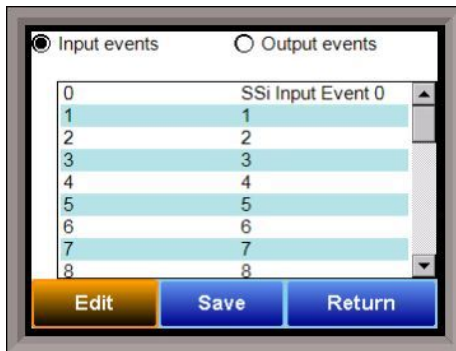 Input events Output events
0 SSi Input Event 0
1 1
2 2
3 3
4 4
5 5
6 6
7 7
8 8
Edit Save Return